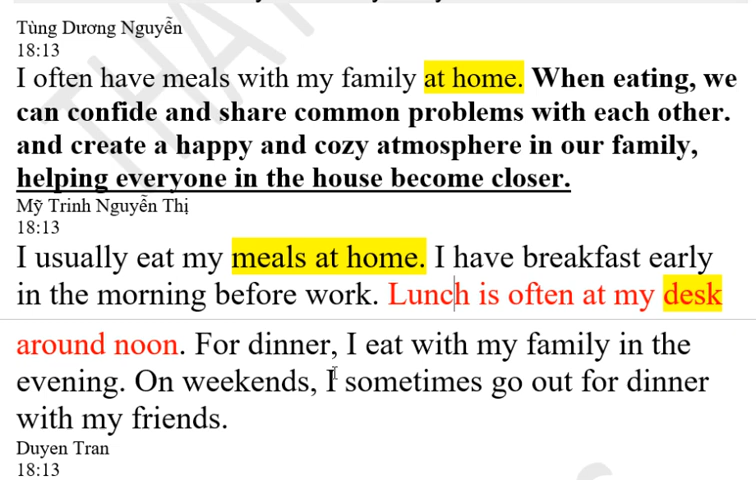 Tùng Dương Nguyễn
18:13
I often have meals with my family at home. When eating, we
can confide and share common problems with each other.
and create a happy and cozy atmosphere in our family,
helping everyone in the house become closer.
Mỹ Trinh Nguyễn Thị
18:13
I usually eat my meals at home. I have breakfast early
in the morning before work. Lunch is often at my desk
around noon. For dinner, I eat with my family in the
evening. On weekends, I sometimes go out for dinner
with my friends.
Duyen Tran
18:13